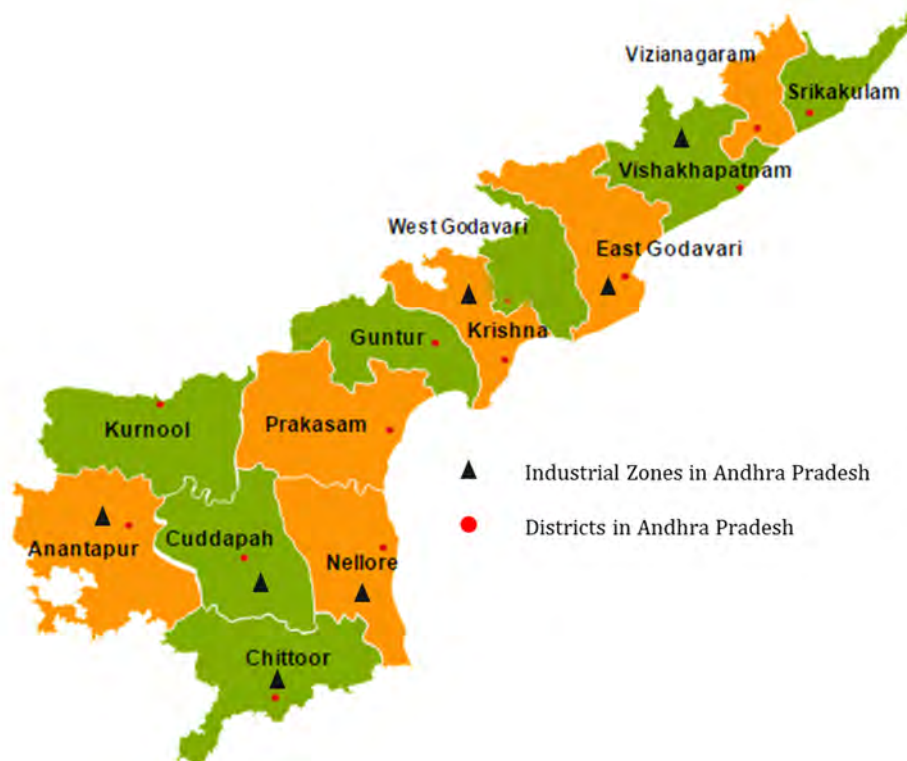 Vizianagaram
Srikakulam
Vishakhapatnam
West Godavari
East Godavari
Krishna
Guntur
Prakasam
Kurnool
Industrial Zones in Andhra Pradesh
Districts in Andhra Pradesh
Cuddapah
Anantapur
Nellore
Chittoor